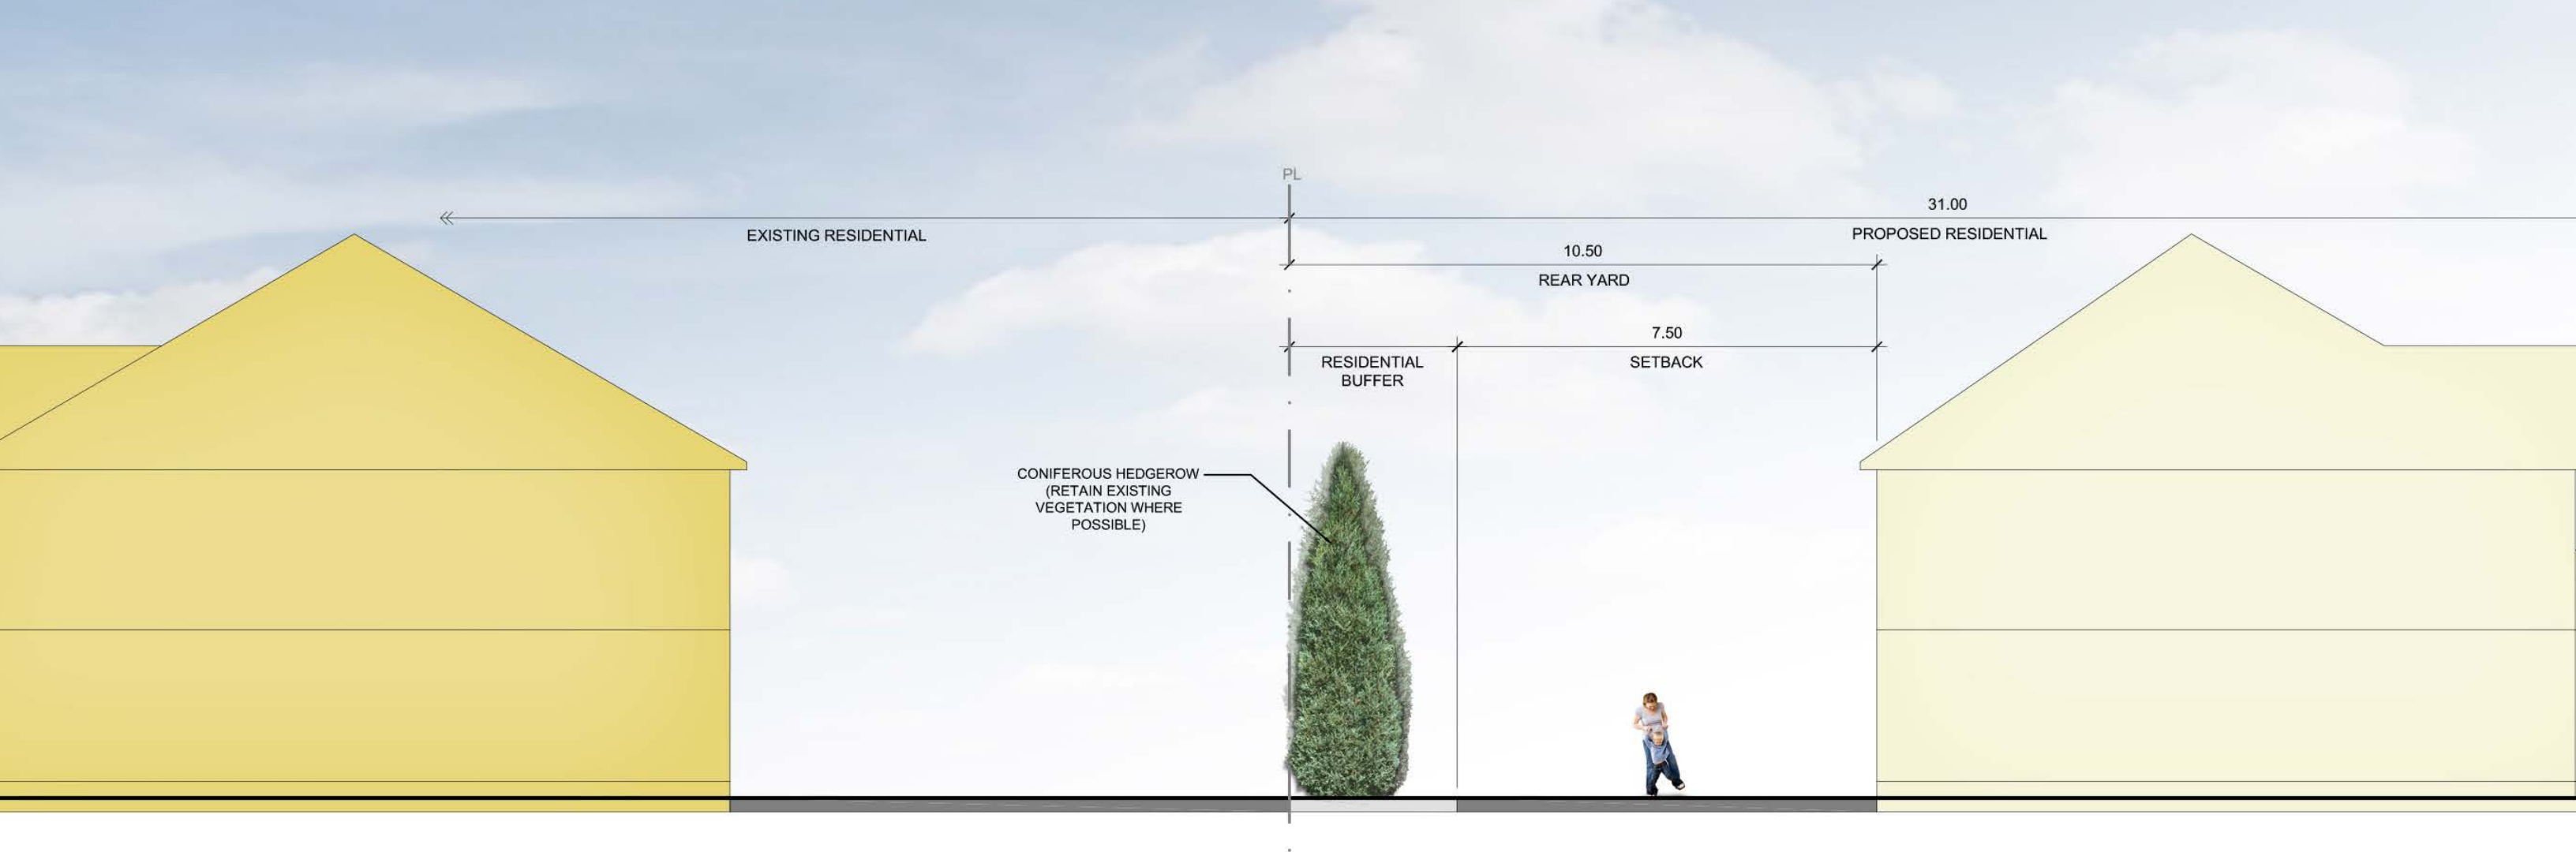 PL
31.00
EXISTING RESIDENTIAL
PROPOSED RESIDENTIAL
10.50
REAR YARD
7.50
RESIDENTIAL
BUFFER
SETBACK
CONIFEROUS HEDGEROW
(RETAIN EXISTING
VEGETATION WHERE
POSSIBLE)